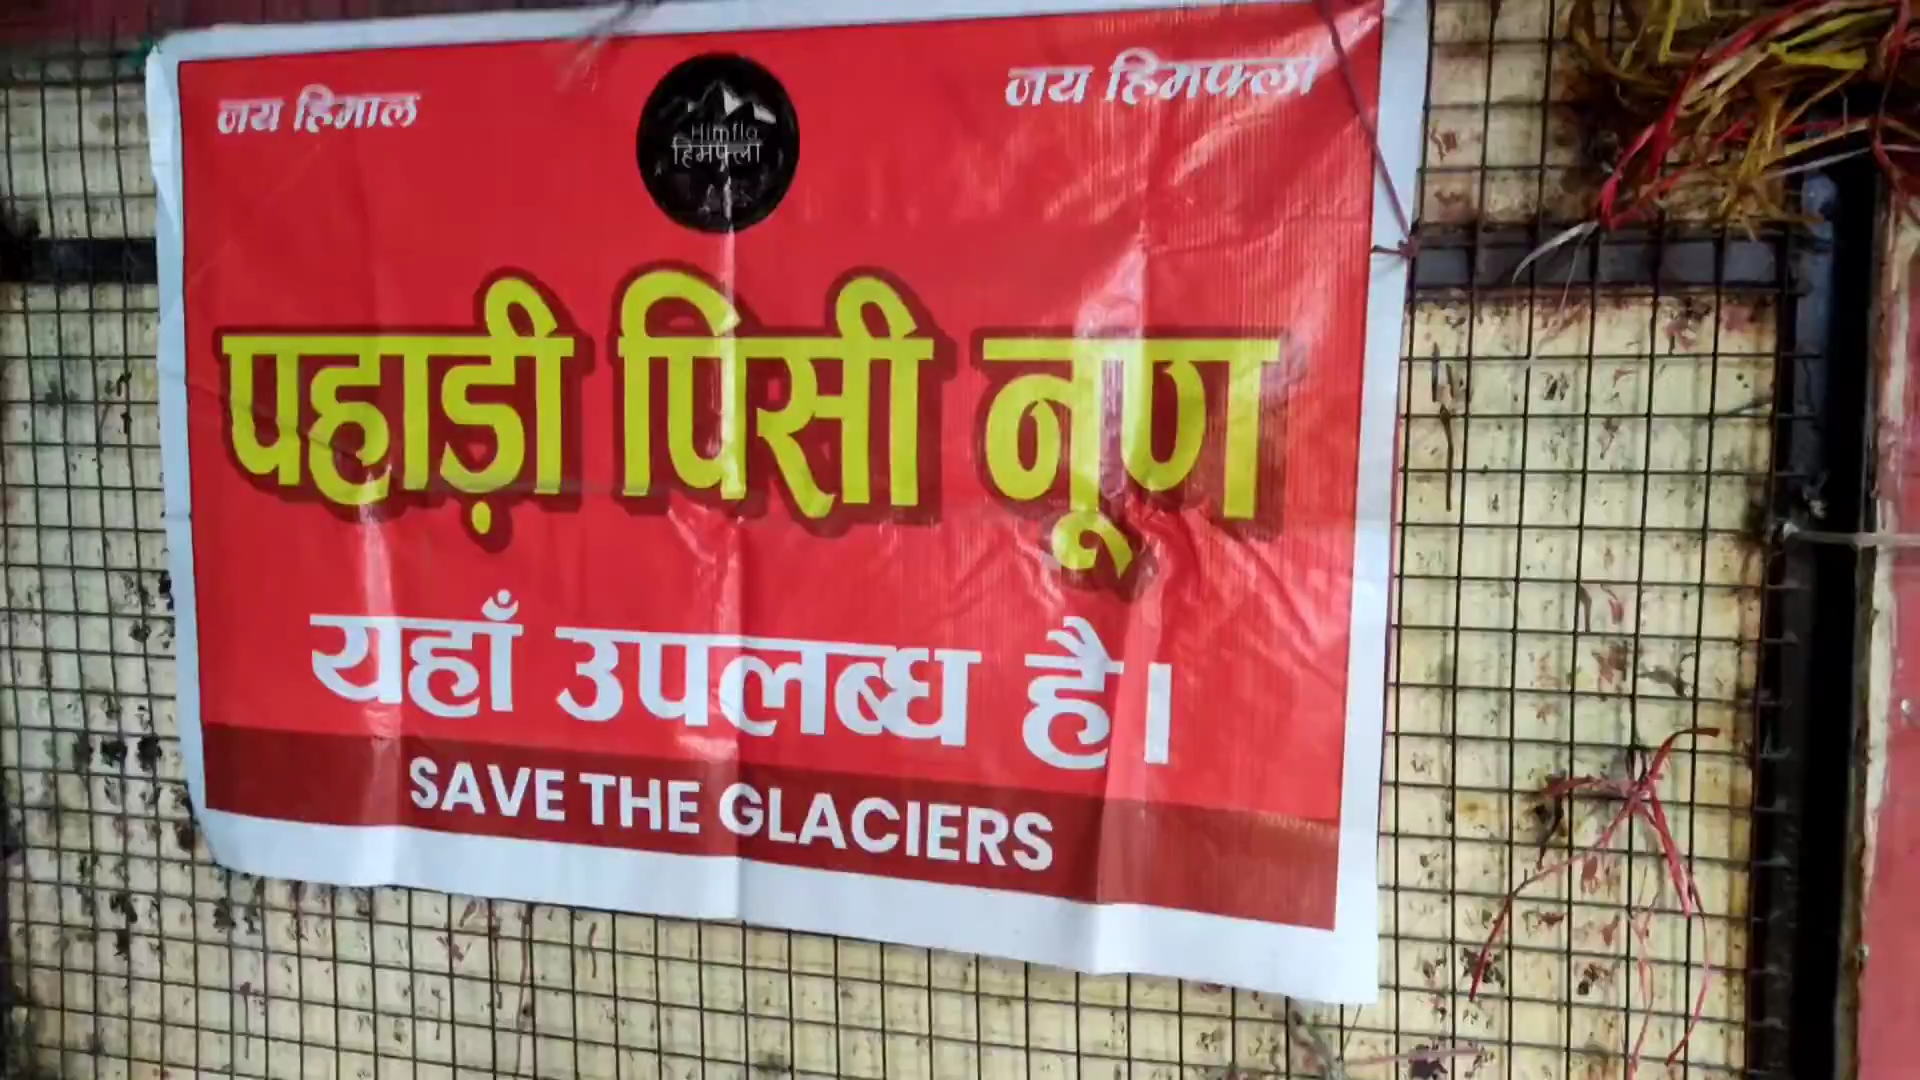 जय हिमाल
जय हिमफ्ला
Himfla
हिमफ्ला
पहाड़ी पिसी नूण
यहाँ उपलब्ध है।
SAVE THE GLACIERS